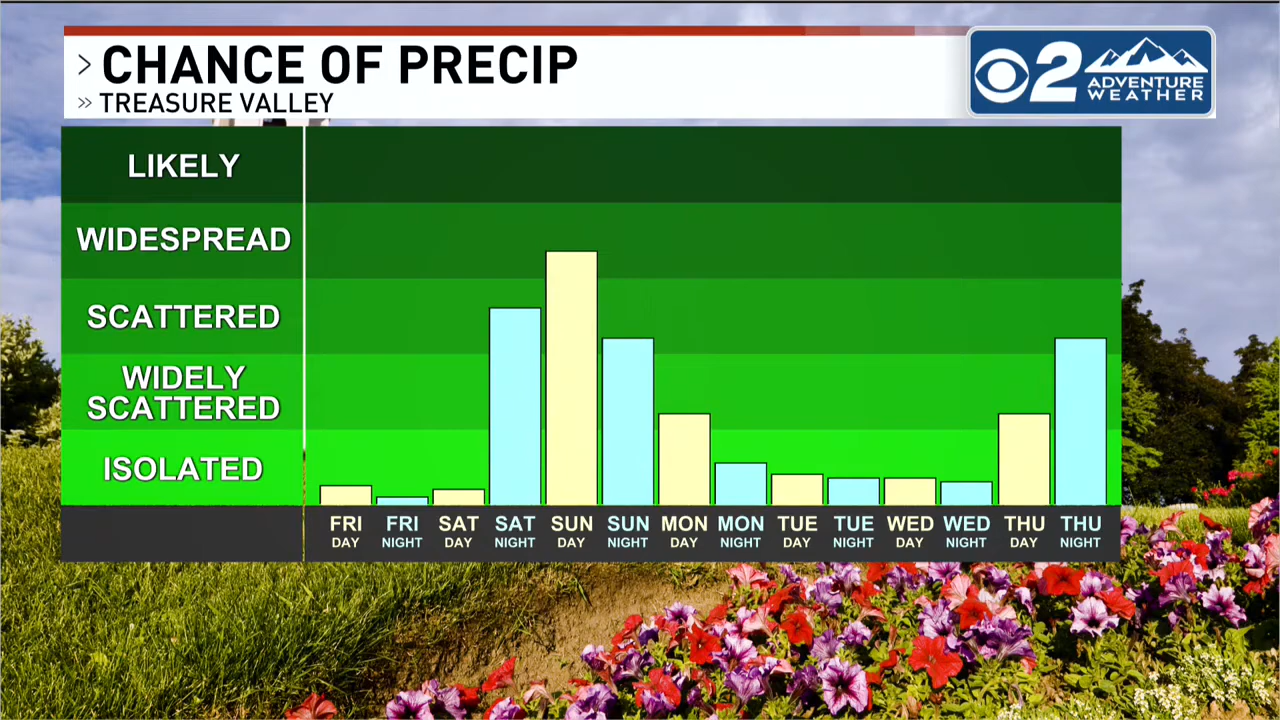 > CHANCE OF PRECIP
» TREASURE VALLEY
2 ADVENTURE
WEATHER
LIKELY
WIDESPREAD
SCATTERED
WIDELY
SCATTERED
ISOLATED
FRI FRI SAT SAT SUN SUN MON MON TUE TUE WED WED THU THU
DAY NIGHT DAY NIGHT DAY NIGHT DAY NIGHT DAY NIGHT DAY NIGHT DAY NIGHT